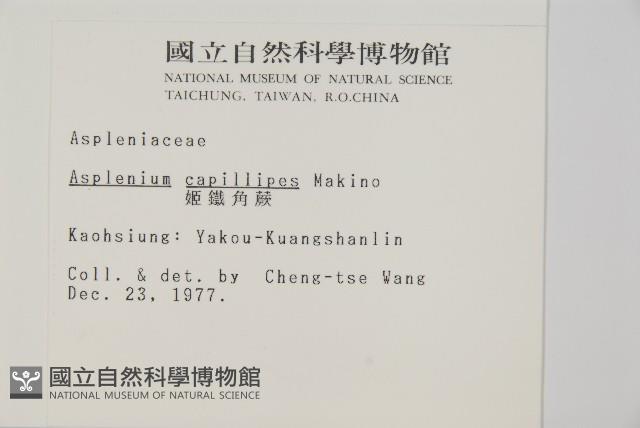 國立自然科學博物館
NATIONAL MUSEUM OF NATURAL SCIENCE
TAICHUNG, TAIWAN, R.O.CHINA
Aspleniaceae
Asplenium capillipes Makino
姬鐵角蕨
Kaohsiung: Yakou-Kuangshanlin
Coll. & det. by Cheng-tse Wang
Dec. 23, 1977.
國立自然科學博物館
NATIONAL MUSEUM OF NATURAL SCIENCE